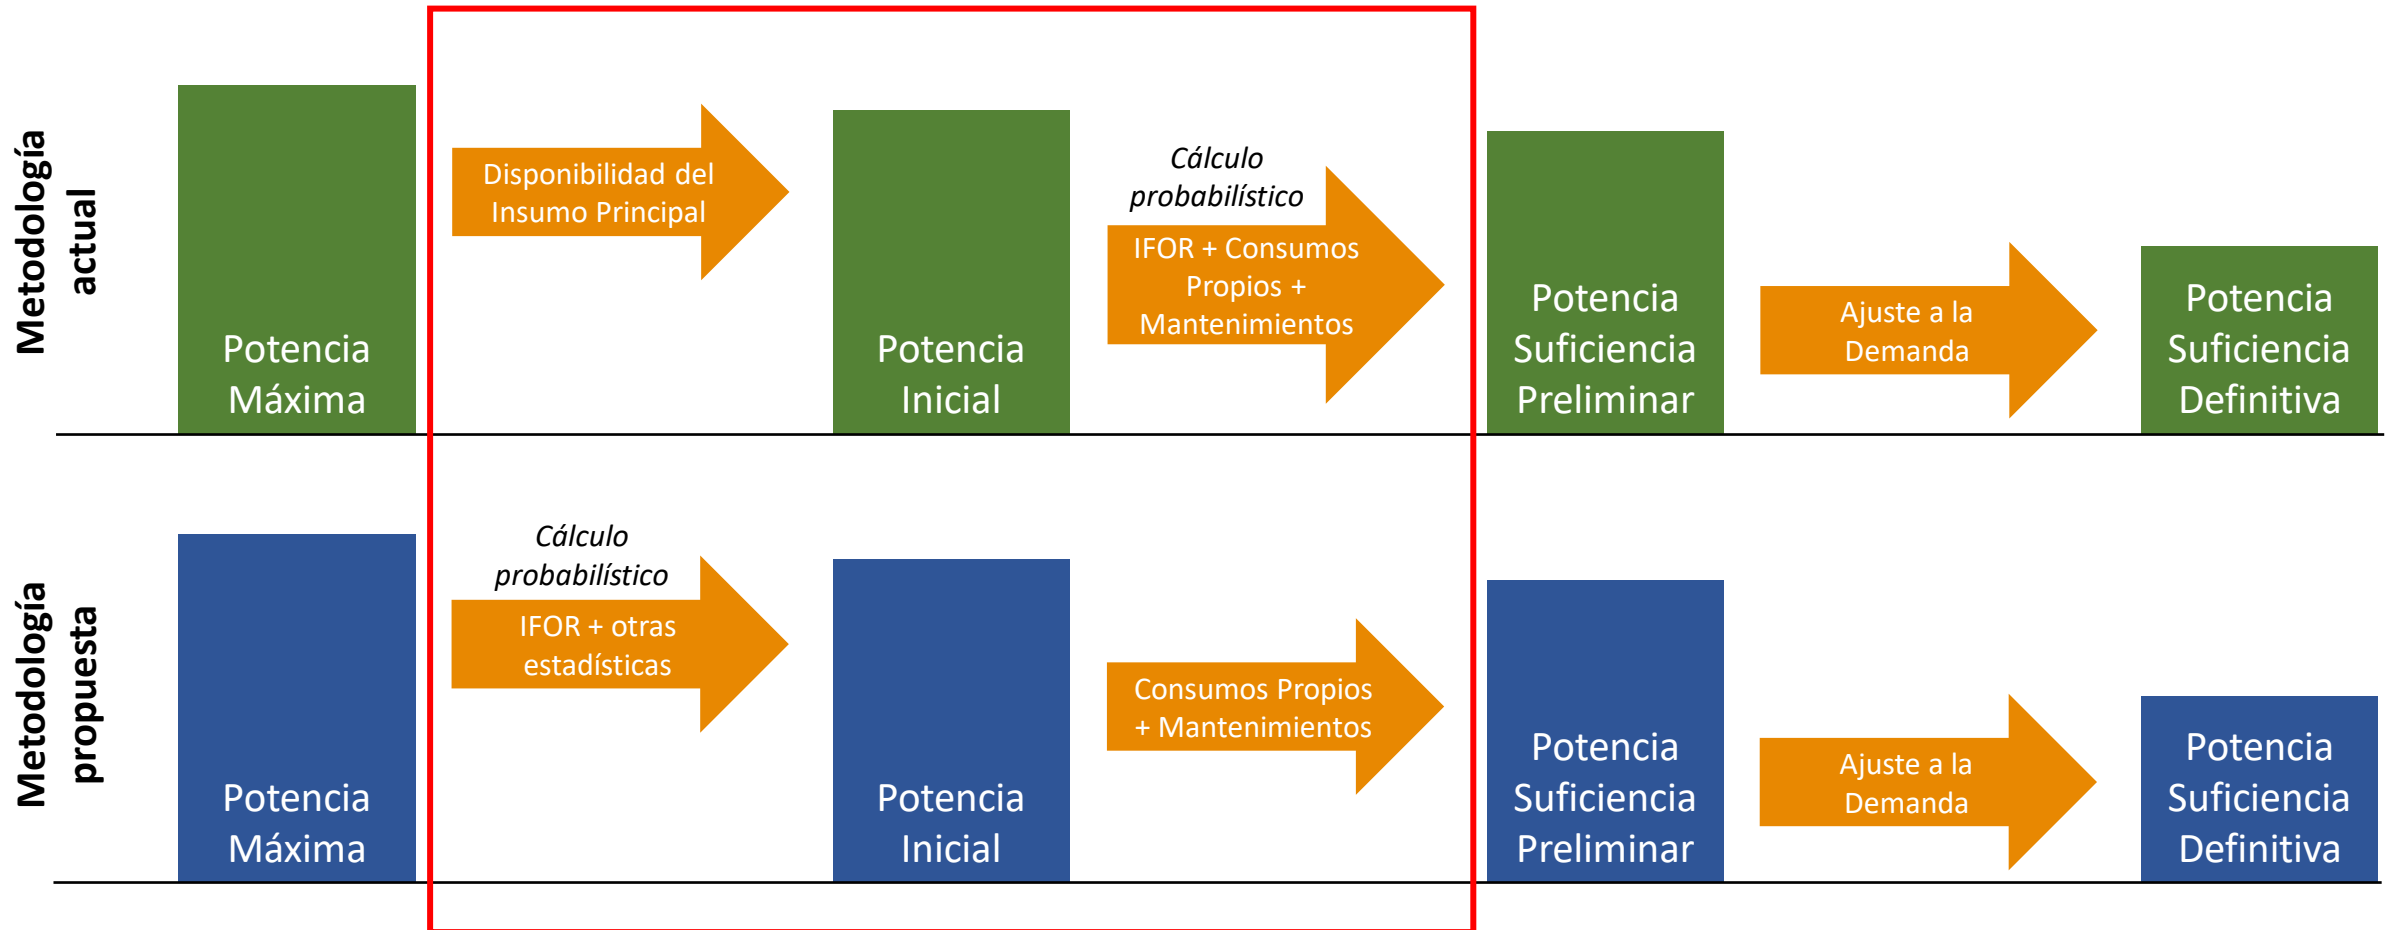 Metodología
actual
Potencia
Máxima
Disponibilidad del
Insumo Principal
Potencia
Inicial
Cálculo
probabilístico
IFOR + Consumos
Propios +
Mantenimientos
Potencia
Suficiencia
Preliminar
Ajuste a la
Demanda
Potencia
Suficiencia
Definitiva
Metodología
propuesta
Potencia
Máxima
Cálculo
probabilístico
IFOR + otras
estadísticas
Potencia
Inicial
Consumos Propios
+ Mantenimientos
Potencia
Suficiencia
Preliminar
Ajuste a la
Demanda
Potencia
Suficiencia
Definitiva